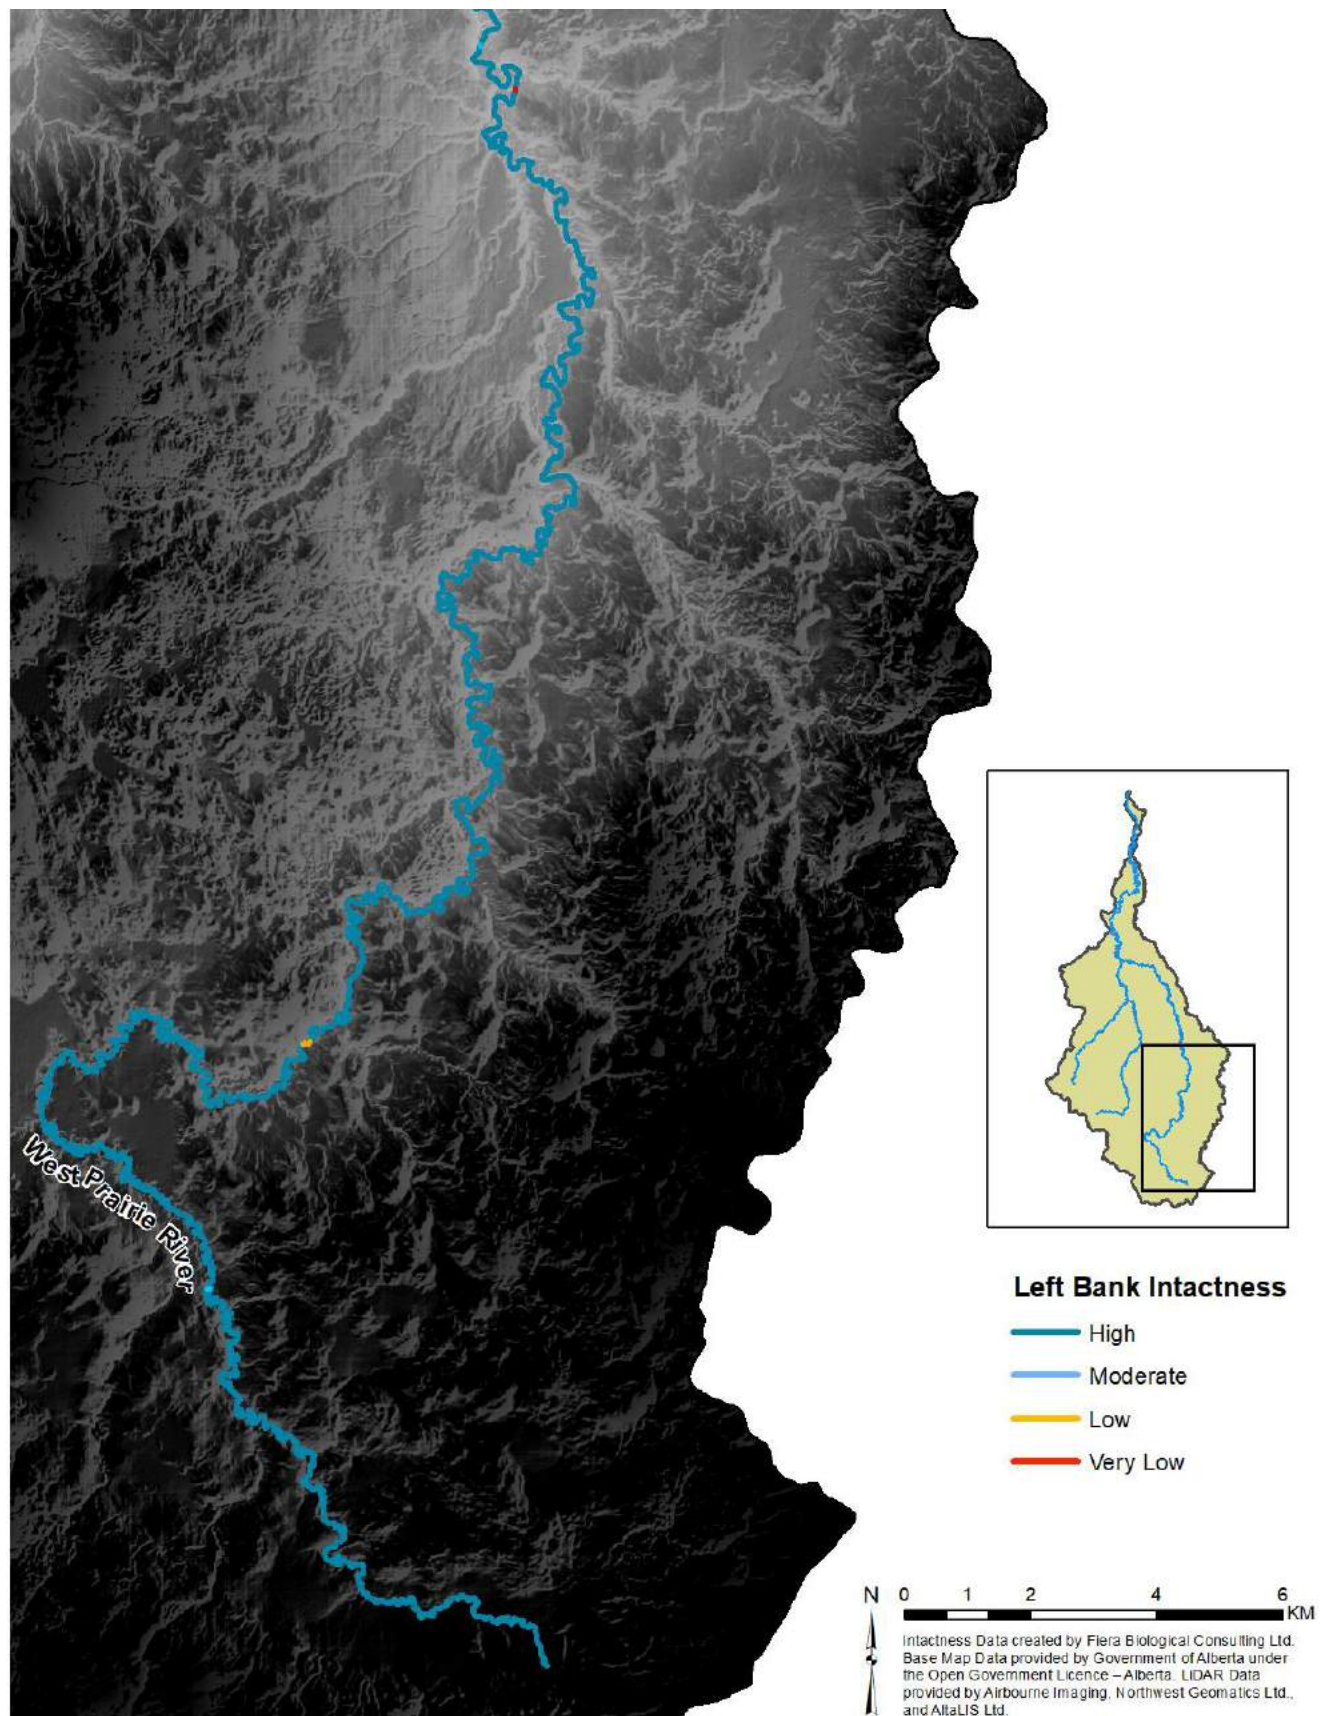 West Prairie River
Left Bank Intactness
High
Moderate
Low
Very Low
N
0 1 2 4 6
KM
Intactness Data created by Fiera Biological Consulting Ltd.
Base Map Data provided by Government of Alberta under
the Open Government Licence – Alberta. LiDAR Data
provided by Airbourne Imaging, Northwest Geomatics Ltd.,
and AltaLIS Ltd.